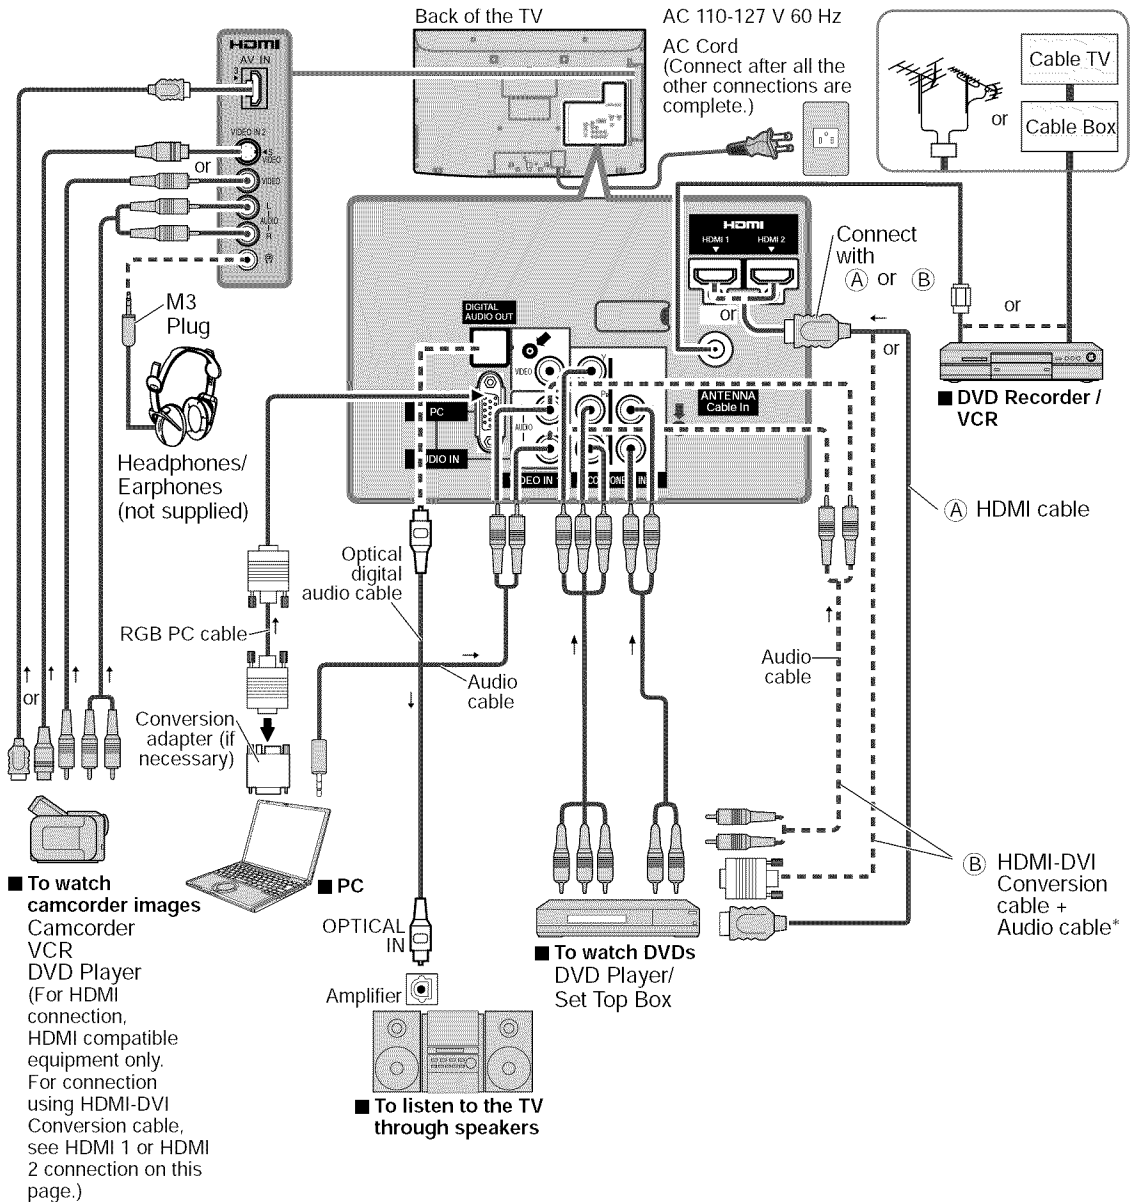 Back of the TV
AC 110-127 V 60 Hz
AC Cord
(Connect after all the
other connections are
complete.)
Cable TV
or
Cable Box
HDMI
AV IN
VIDEO IN 2
S
VIDEO
or
VIDEO
L
AUDIO
R
M3
Plug
Headphones/
Earphones
(not supplied)
HDMI
HDMI 1
HDMI 2
or
Connect
with
Ⓐ or Ⓑ
or
or
DIGITAL
AUDIO OUT
VIDEO
Y
AUDIO
PC
ANTENNA
Cable In
■ DVD Recorder /
VCR
Ⓐ HDMI cable
Optical
digital
audio cable
RGB PC cable
Audio
cable
Audio
cable
Conversion
adapter (if
necessary)
or
■ To watch
camcorder images
Camcorder
VCR
DVD Player
(For HDMI
connection,
HDMI compatible
equipment only.
For connection
using HDMI-DVI
Conversion cable,
see HDMI 1 or HDMI
2 connection on this
page.)
■ PC
OPTICAL
IN
Amplifier
■ To listen to the TV
through speakers
■ To watch DVDs
DVD Player/
Set Top Box
Ⓑ HDMI-DVI
Conversion
cable +
Audio cable*